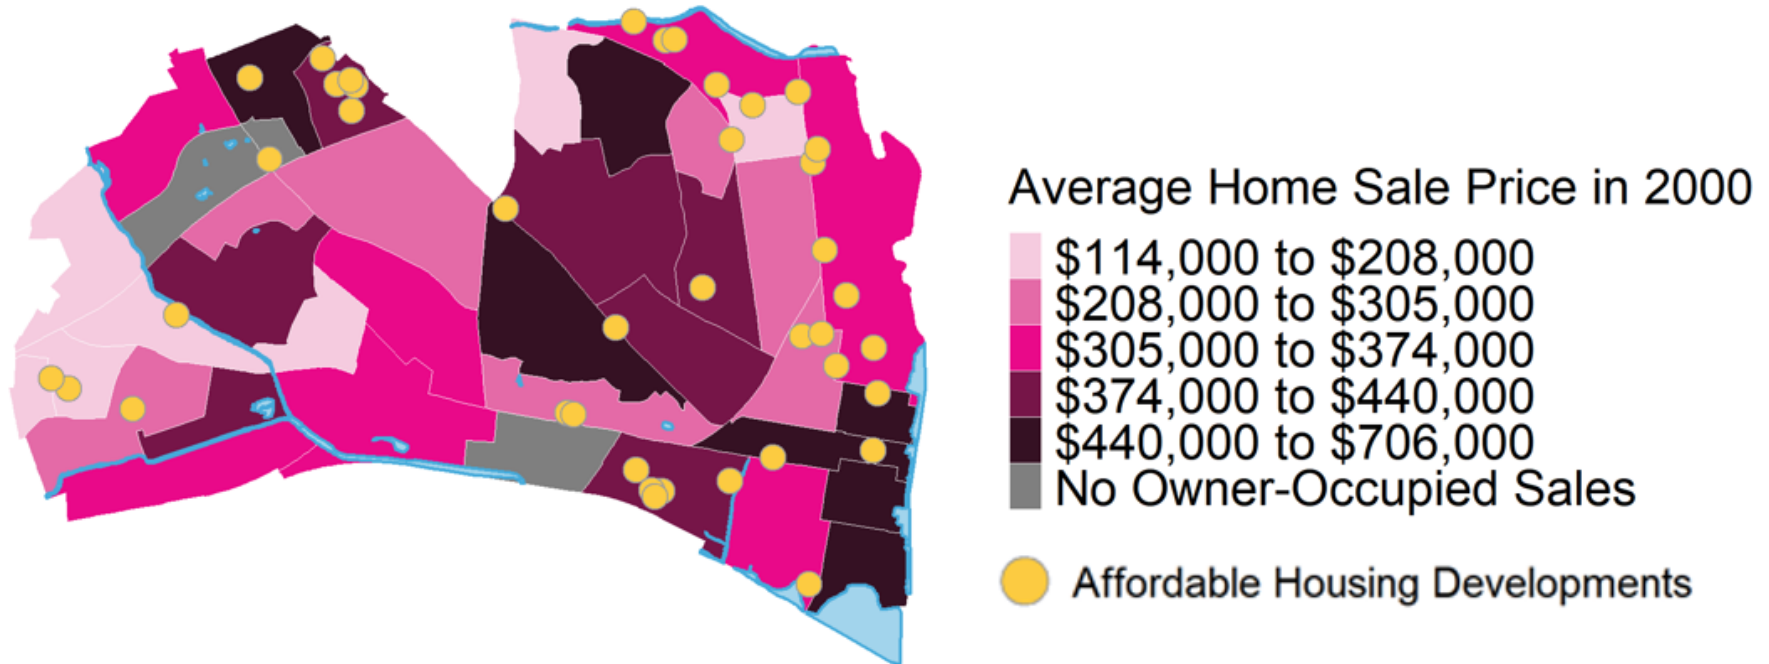 Average Home Sale Price in 2000
$114,000 to $208,000
$208,000 to $305,000
$305,000 to $374,000
$374,000 to $440,000
$440,000 to $706,000
No Owner-Occupied Sales
Affordable Housing Developments